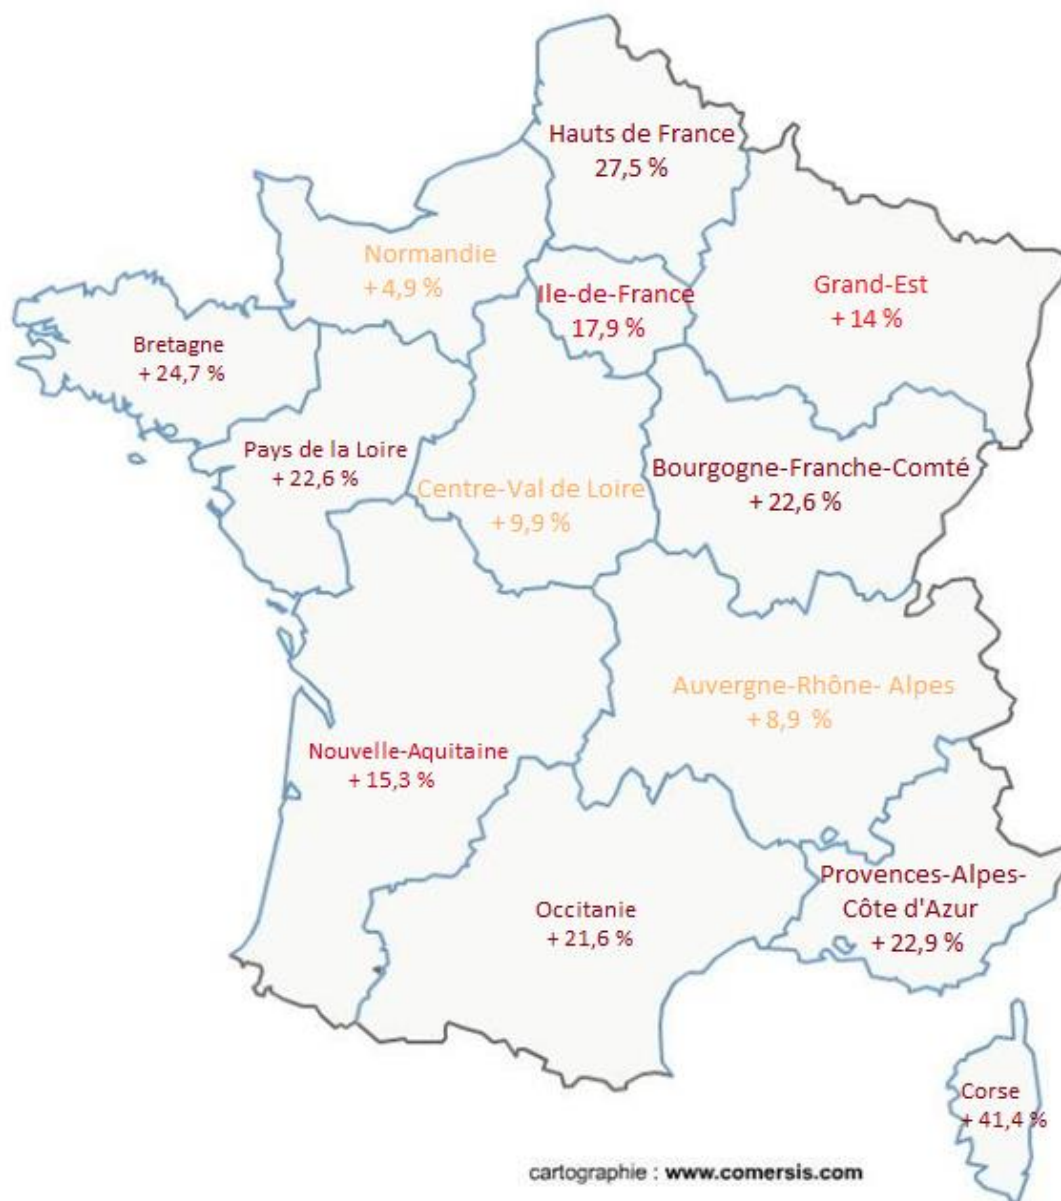 Hauts de France
27,5 %
Normandie
+ 4,9 %
Ile-de-France
17,9 %
Grand-Est
+ 14 %
Bretagne
+ 24,7 %
Pays de la Loire
+ 22,6 %
Centre-Val de Loire
+ 9,9 %
Bourgogne-Franche-Comté
+ 22,6 %
Auvergne-Rhône- Alpes
+ 8,9 %
Nouvelle-Aquitaine
+ 15,3 %
Occitanie
+ 21,6 %
Provences-Alpes-
Côte d'Azur
+ 22,9 %
Corse
+ 41,4 %
cartographie : www.comersis.com